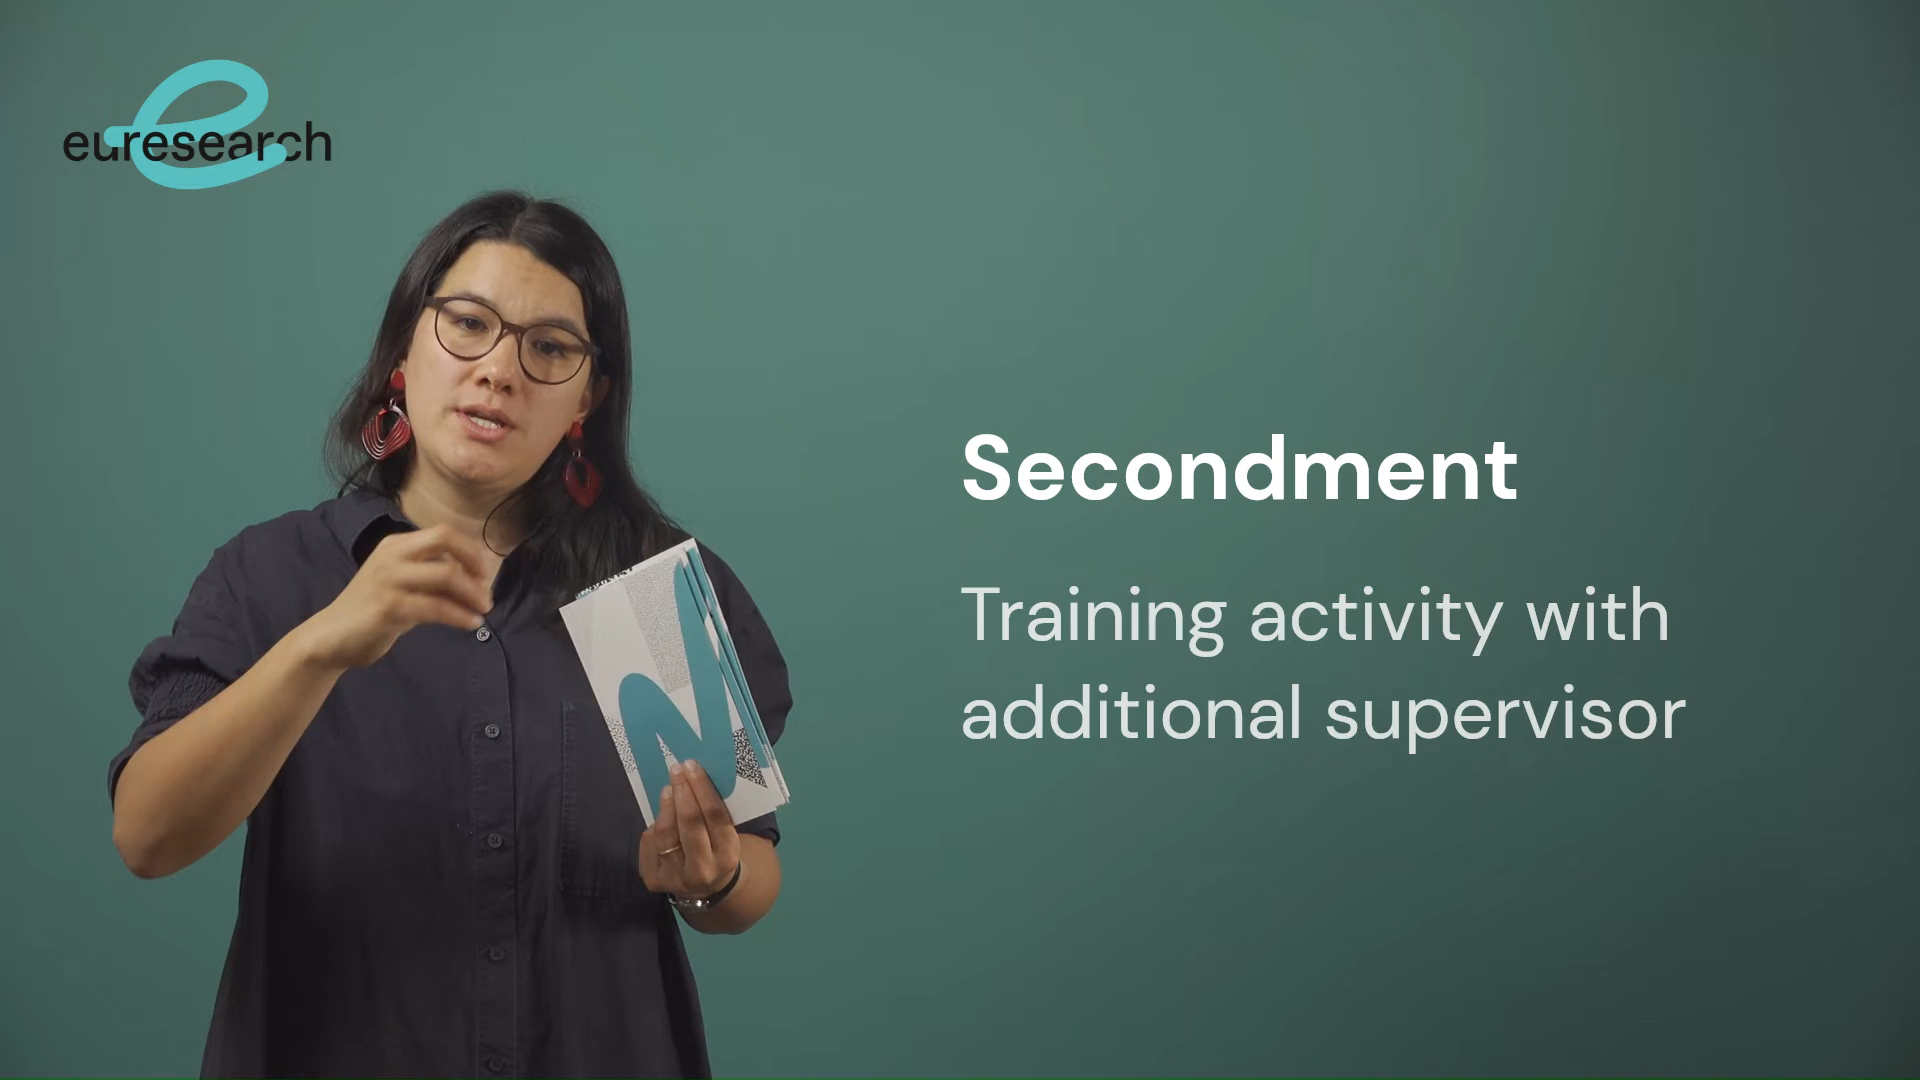 euresearch
Secondment
Training activity with
additional supervisor